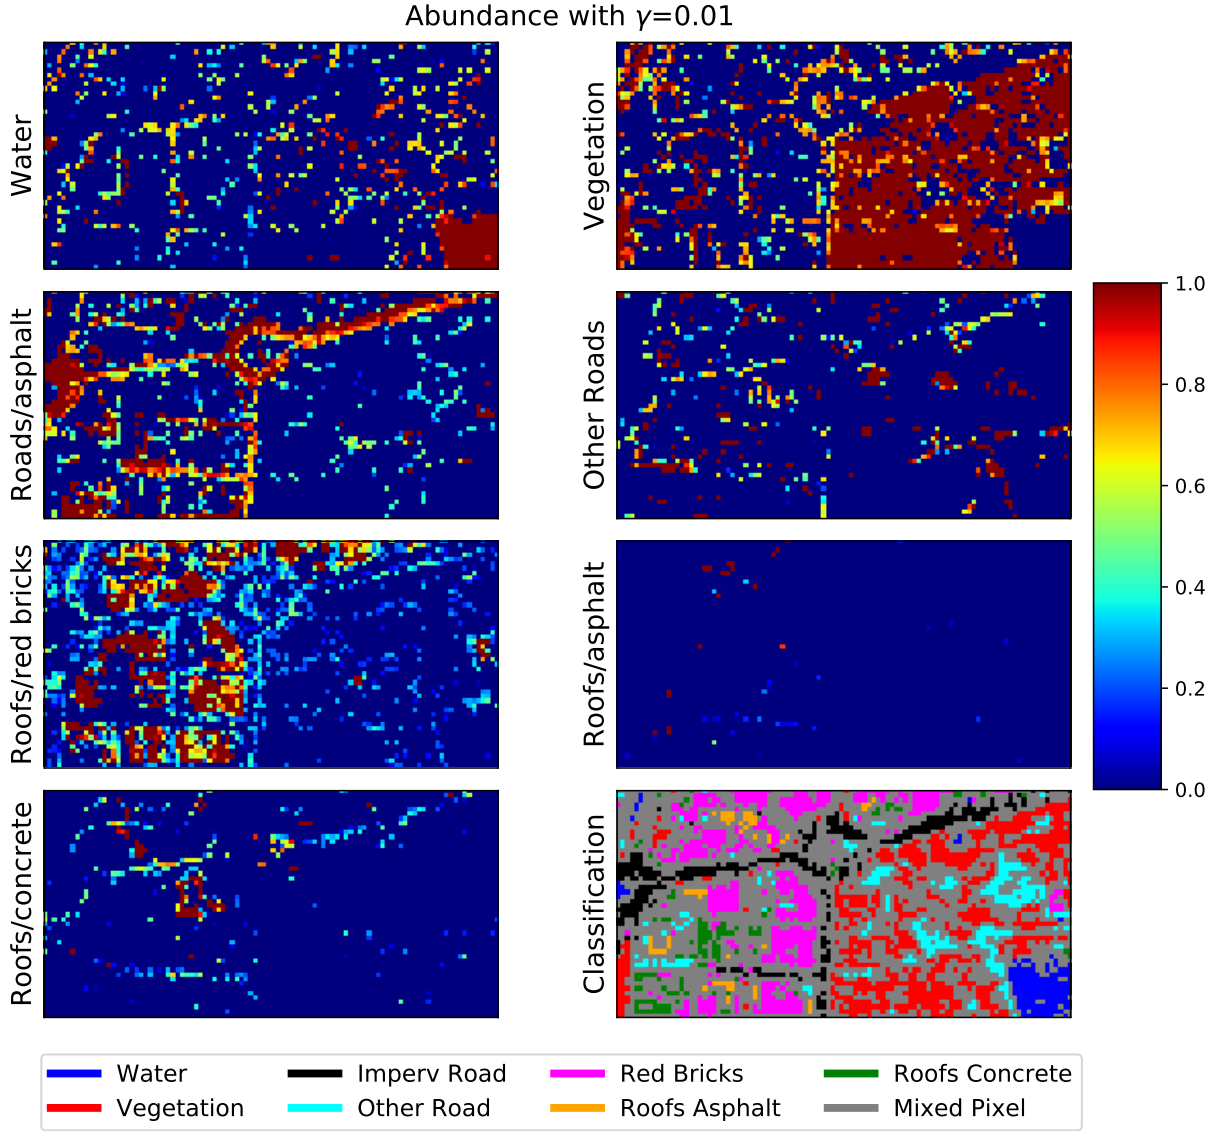 Abundance with γ=0.01
Water
Vegetation
Roads/asphalt
Other Roads
Roofs/red bricks
Roofs/asphalt
Roofs/concrete
Classification
1.0
0.8
0.6
0.4
0.2
0.0
Water
Imperv Road
Red Bricks
Roofs Concrete
Vegetation
Other Road
Roofs Asphalt
Mixed Pixel